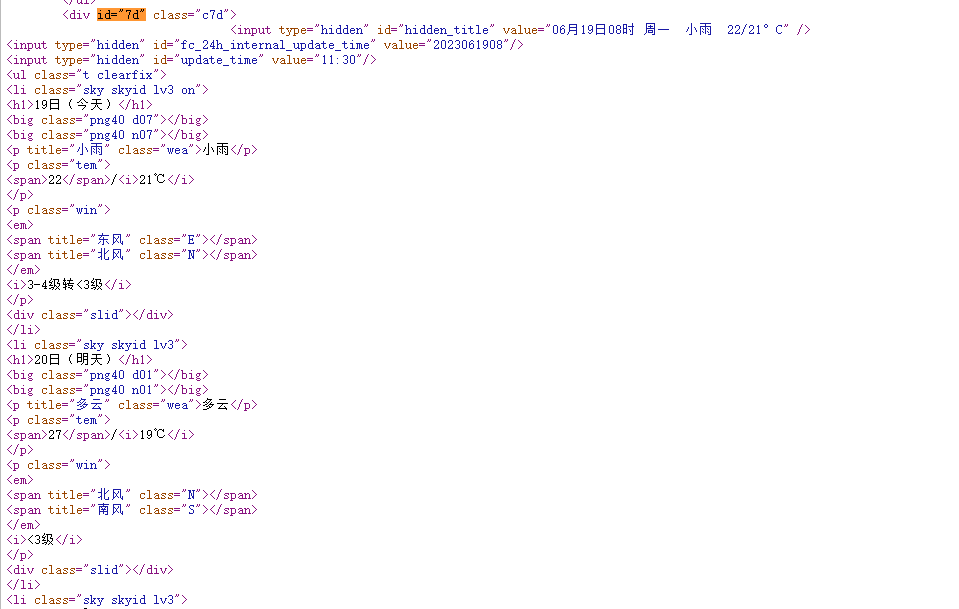 </ul>
<div id="7d" class="c7d">
<input type="hidden" id="hidden_title" value="06月19日08时 周一  小雨  22/21°C" />
<input type="hidden" id="fc_24h_internal_update_time" value="2023061908"/>
<input type="hidden" id="update_time" value="11:30"/>
<ul class="t clearfix">
<li class="sky skyid lv3 on">
<h1>19日（今天）</h1>
<big class="png40 d07"></big>
<big class="png40 n07"></big>
<p title="小雨" class="wea">小雨</p>
<p class="tem">
<span>22</span>/<i>21℃</i>
</p>
<p class="win">
<em>
<span title="东风" class="E"></span>
<span title="北风" class="N"></span>
</em>
<i>3-4级转<3级</i>
</p>
<div class="slid"></div>
</li>
<li class="sky skyid lv3">
<h1>20日（明天）</h1>
<big class="png40 d01"></big>
<big class="png40 n01"></big>
<p title="多云" class="wea">多云</p>
<p class="tem">
<span>27</span>/<i>19℃</i>
</p>
<p class="win">
<em>
<span title="北风" class="N"></span>
<span title="南风" class="S"></span>
</em>
<i><3级</i>
</p>
<div class="slid"></div>
</li>
<li class="sky skyid lv3">